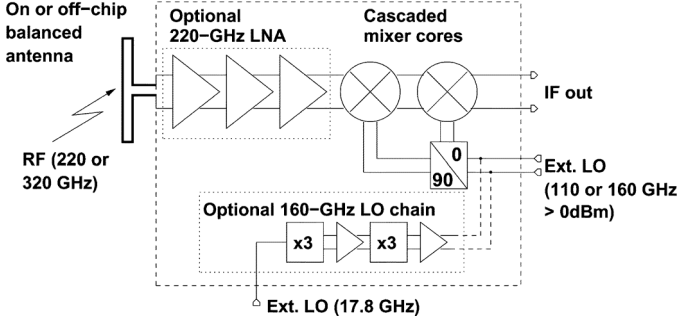 On or off-chip
balanced
antenna
Optional
220-GHz LNA
Cascaded
mixer cores
IF out
RF (220 or
320 GHz)
0
90
Ext. LO
(110 or 160 GHz
> 0dBm)
Optional 160-GHz LO chain
x3
x3
Ext. LO (17.8 GHz)